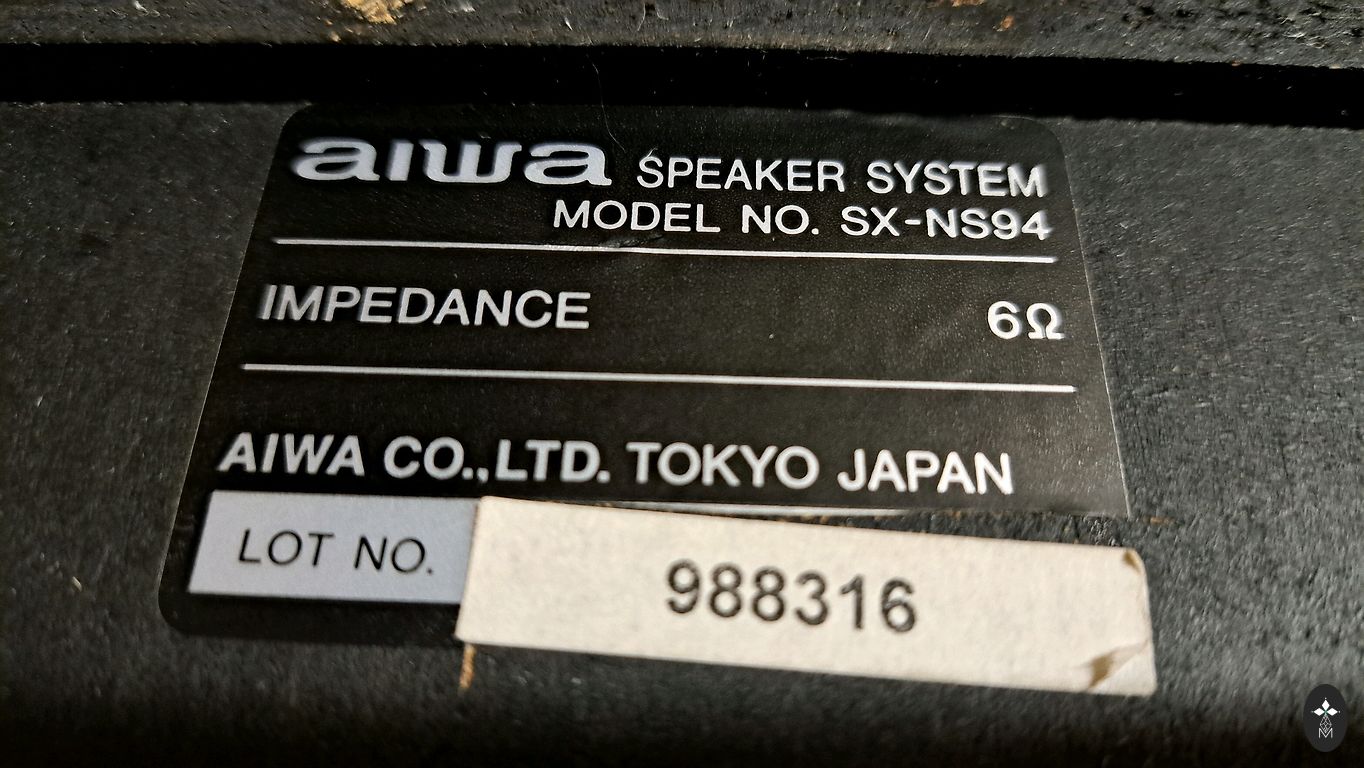 aiwa SPEAKER SYSTEM
MODEL NO. SX-NS94
IMPEDANCE 6Ω
AIWA CO.,LTD. TOKYO JAPAN
LOT NO. 988316
M